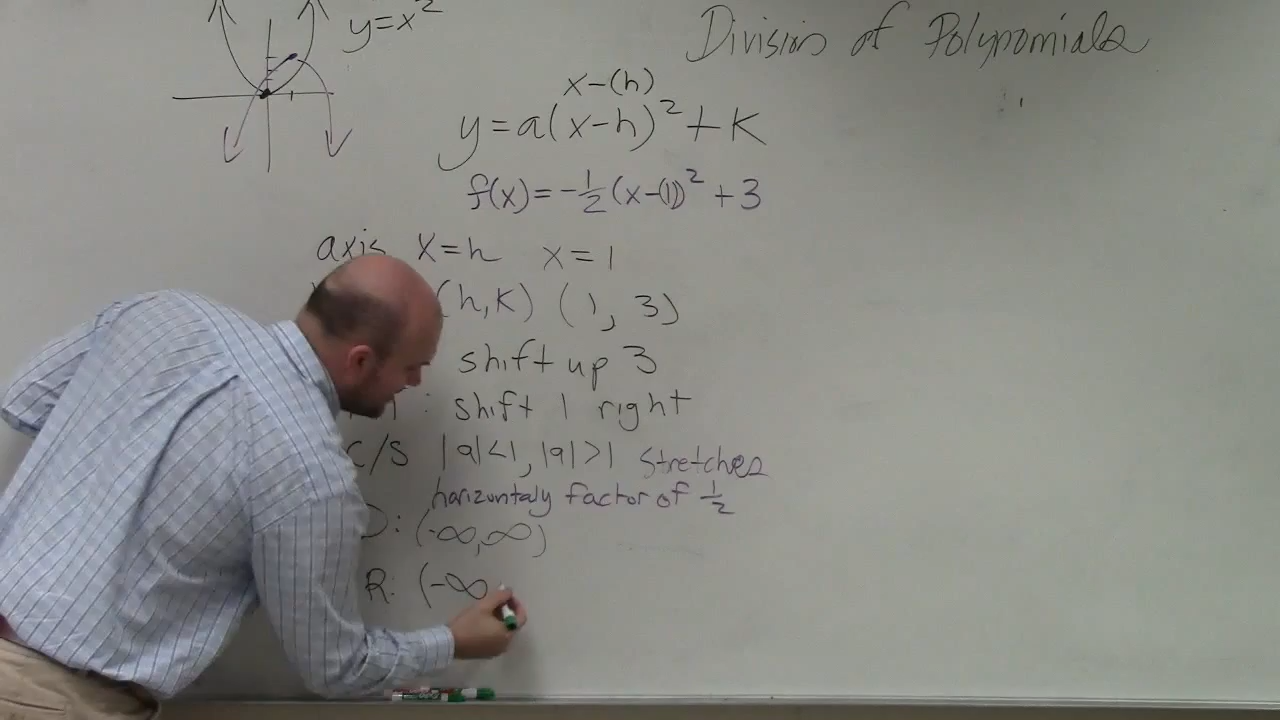 y=x²
Division of Polynomials
x-(h)
y=a(x-h)²+K
f(x)=-1/2(x-(1))²+3
axis x=h x=1
(h,K) (1, 3)
shift up 3
: shift 1 right
C/S |a|<1, |a|>1 stretches
horizontaly factor of 1/2
D: (-∞,∞)
R: (-∞